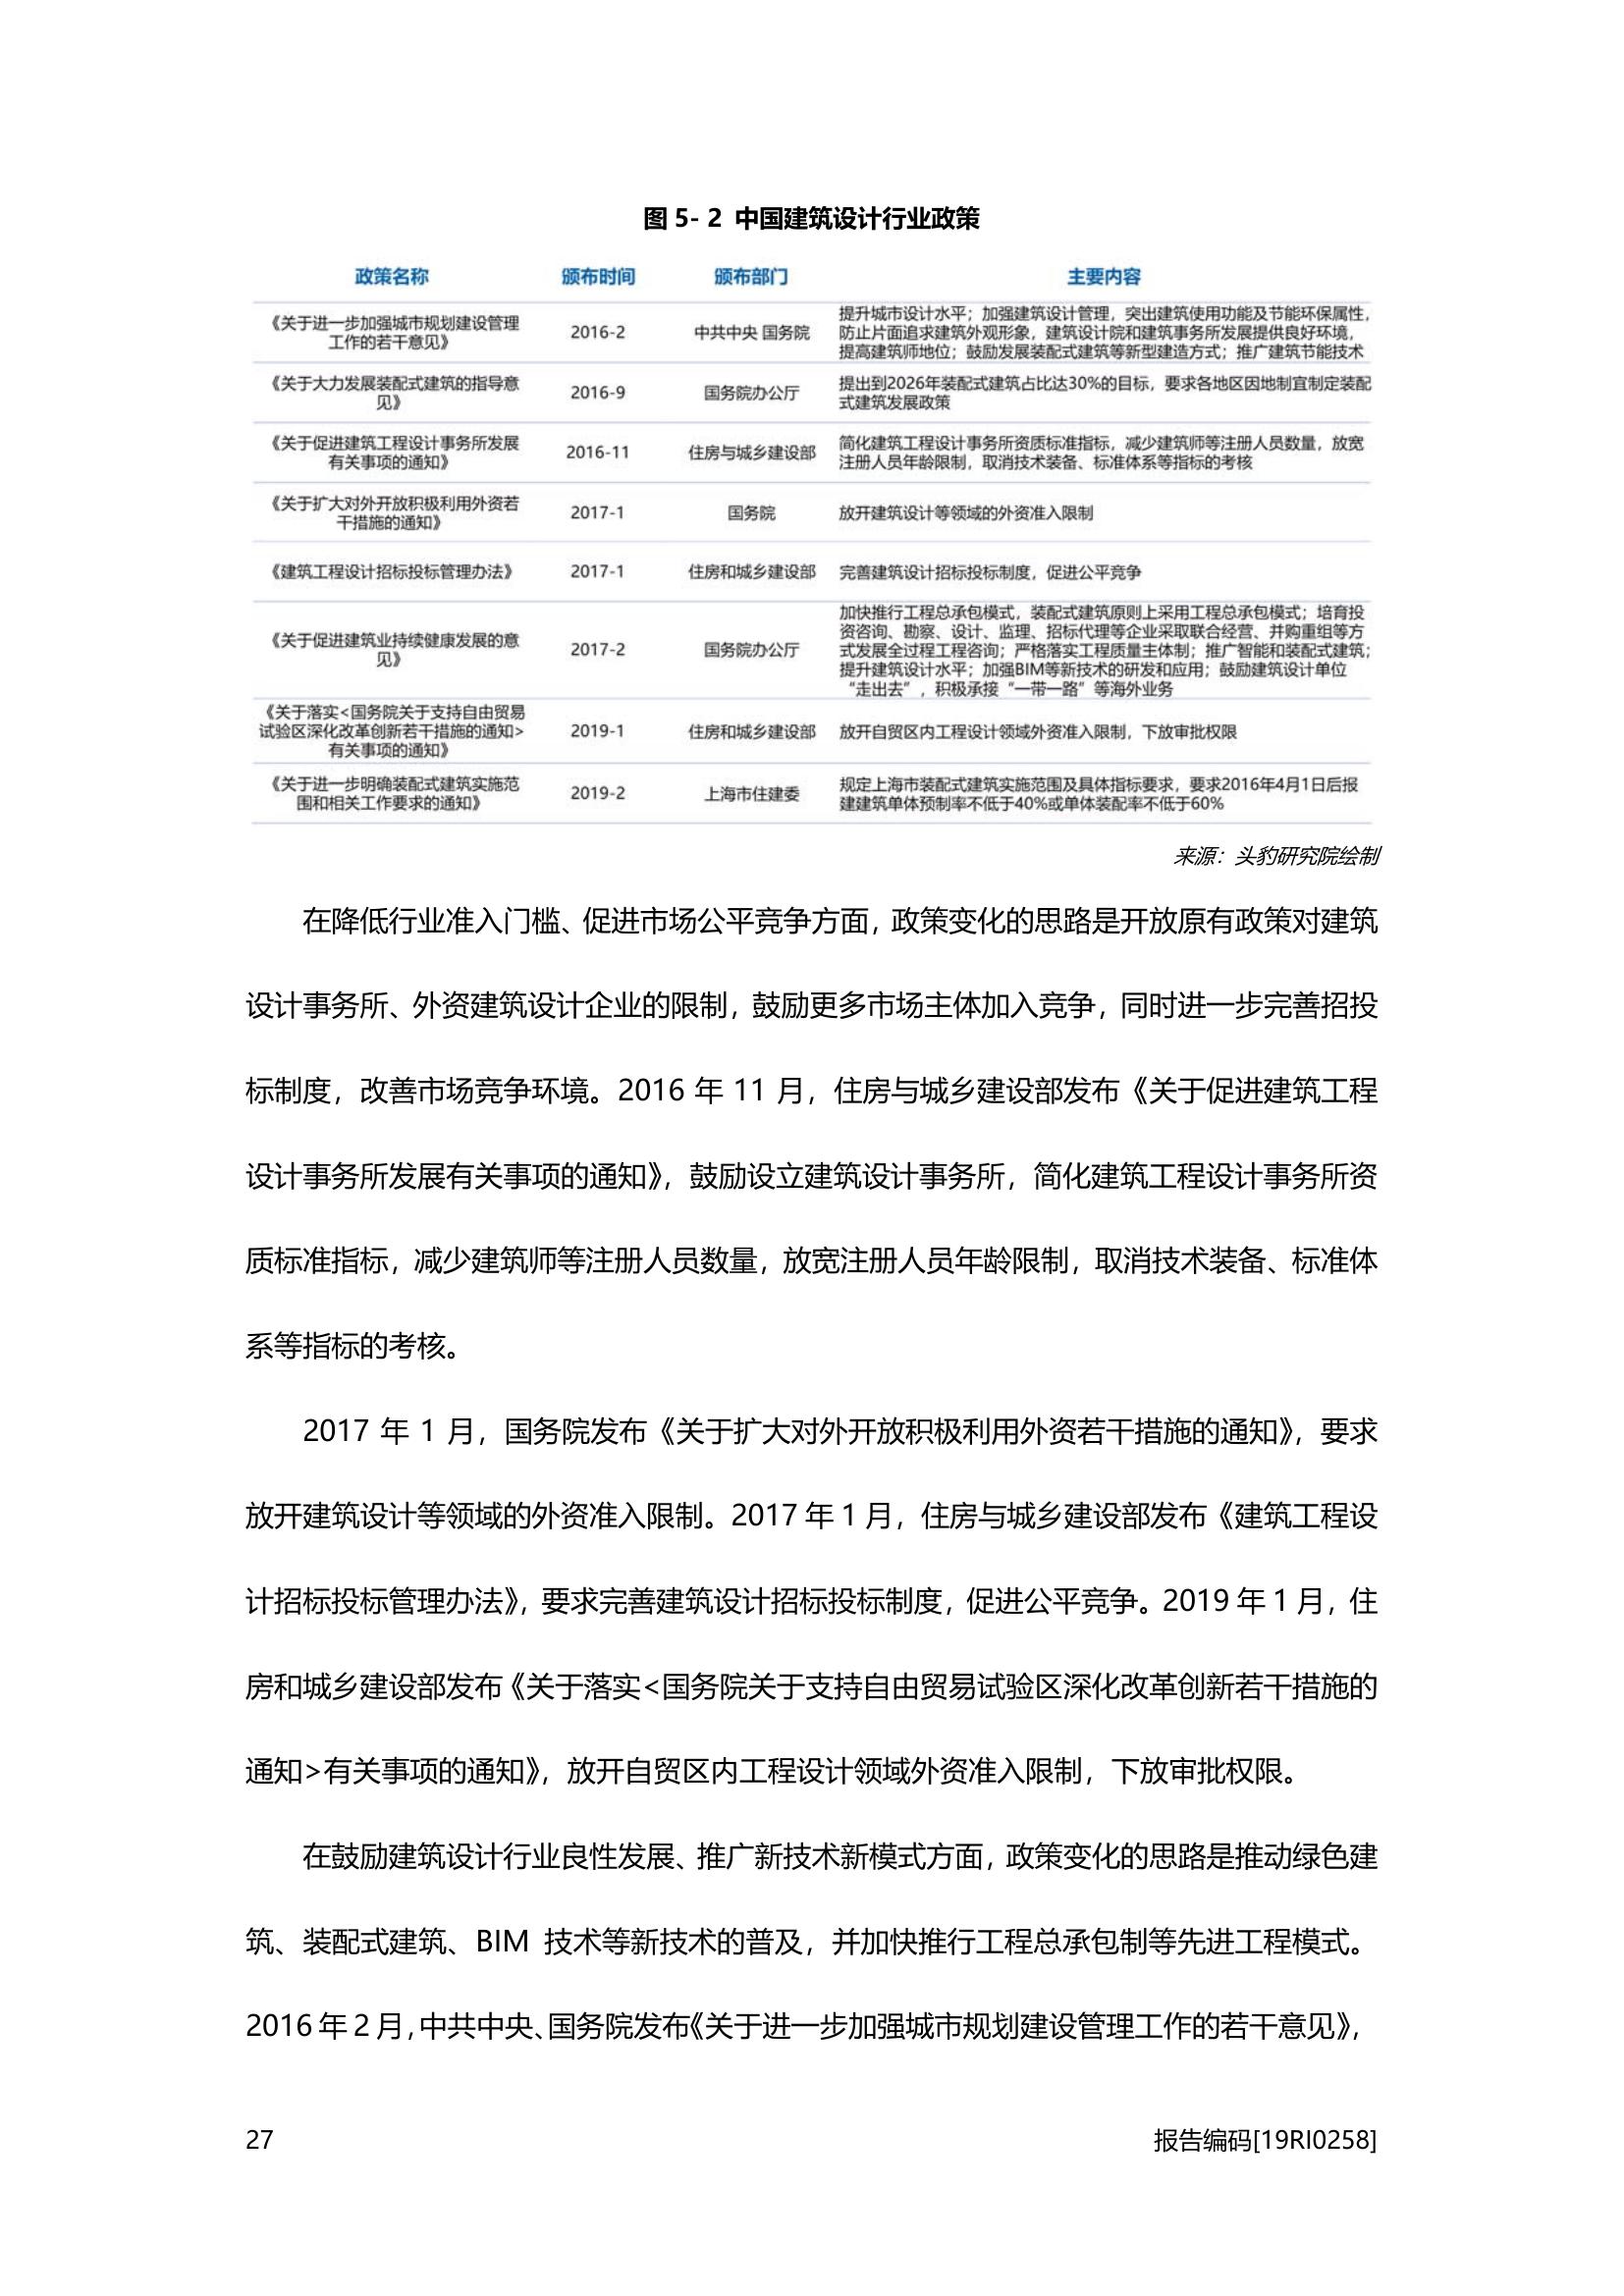 图 5- 2 中国建筑设计行业政策
政策名称 颁布时间 颁布部门 主要内容
《关于进一步加强城市规划建设管理
工作的若干意见》
2016-2
中共中央 国务院
提升城市设计水平；加强建筑设计管理，突出建筑使用功能及节能环保属性，
防止片面追求建筑外观形象，建筑设计院和建筑事务所发展提供良好环境，
提高建筑师地位；鼓励发展装配式建筑等新型建造方式；推广建筑节能技术
《关于大力发展装配式建筑的指导意
见》
2016-9
国务院办公厅
提出到2026年装配式建筑占比达30%的目标，要求各地区因地制宜制定装配
式建筑发展政策
《关于促进建筑工程设计事务所发展
有关事项的通知》
2016-11
住房与城乡建设部
简化建筑工程设计事务所资质标准指标，减少建筑师等注册人员数量，放宽
注册人员年龄限制，取消技术装备、标准体系等指标的考核
《关于扩大对外开放积极利用外资若
干措施的通知》
2017-1
国务院
放开建筑设计等领域的外资准入限制
《建筑工程设计招标投标管理办法》
2017-1
住房和城乡建设部
完善建筑设计招标投标制度，促进公平竞争
《关于促进建筑业持续健康发展的意
见》
2017-2
国务院办公厅
加快推行工程总承包模式，装配式建筑原则上采用工程总承包模式；培育投
资咨询、勘察、设计、监理、招标代理等企业采取联合经营、并购重组等方
式发展全过程工程咨询；严格落实工程质量主体制；推广智能和装配式建筑；
提升建筑设计水平；加强BIM等新技术的研发和应用；鼓励建筑设计单位
“走出去”，积极承接“一带一路”等海外业务
《关于落实<国务院关于支持自由贸易
试验区深化改革创新若干措施的通知>
有关事项的通知》
2019-1
住房和城乡建设部
放开自贸区内工程设计领域外资准入限制，下放审批权限
《关于进一步明确装配式建筑实施范
围和相关工作要求的通知》
2019-2
上海市住建委
规定上海市装配式建筑实施范围及具体指标要求，要求2016年4月1日后报
建建筑单体预制率不低于40%或单体装配率不低于60%
来源：头豹研究院绘制
在降低行业准入门槛、促进市场公平竞争方面，政策变化的思路是开放原有政策对建筑
设计事务所、外资建筑设计企业的限制，鼓励更多市场主体加入竞争，同时进一步完善招投
标制度，改善市场竞争环境。2016 年 11 月，住房与城乡建设部发布《关于促进建筑工程
设计事务所发展有关事项的通知》，鼓励设立建筑设计事务所，简化建筑工程设计事务所资
质标准指标，减少建筑师等注册人员数量，放宽注册人员年龄限制，取消技术装备、标准体
系等指标的考核。
2017 年 1 月，国务院发布《关于扩大对外开放积极利用外资若干措施的通知》，要求
放开建筑设计等领域的外资准入限制。2017 年 1 月，住房与城乡建设部发布《建筑工程设
计招标投标管理办法》，要求完善建筑设计招标投标制度，促进公平竞争。2019 年 1 月，住
房和城乡建设部发布《关于落实<国务院关于支持自由贸易试验区深化改革创新若干措施的
通知>有关事项的通知》，放开自贸区内工程设计领域外资准入限制，下放审批权限。
在鼓励建筑设计行业良性发展、推广新技术新模式方面，政策变化的思路是推动绿色建
筑、装配式建筑、BIM 技术等新技术的普及，并加快推行工程总承包制等先进工程模式。
2016 年 2 月，中共中央、国务院发布《关于进一步加强城市规划建设管理工作的若干意见》，
27 报告编码[19RI0258]